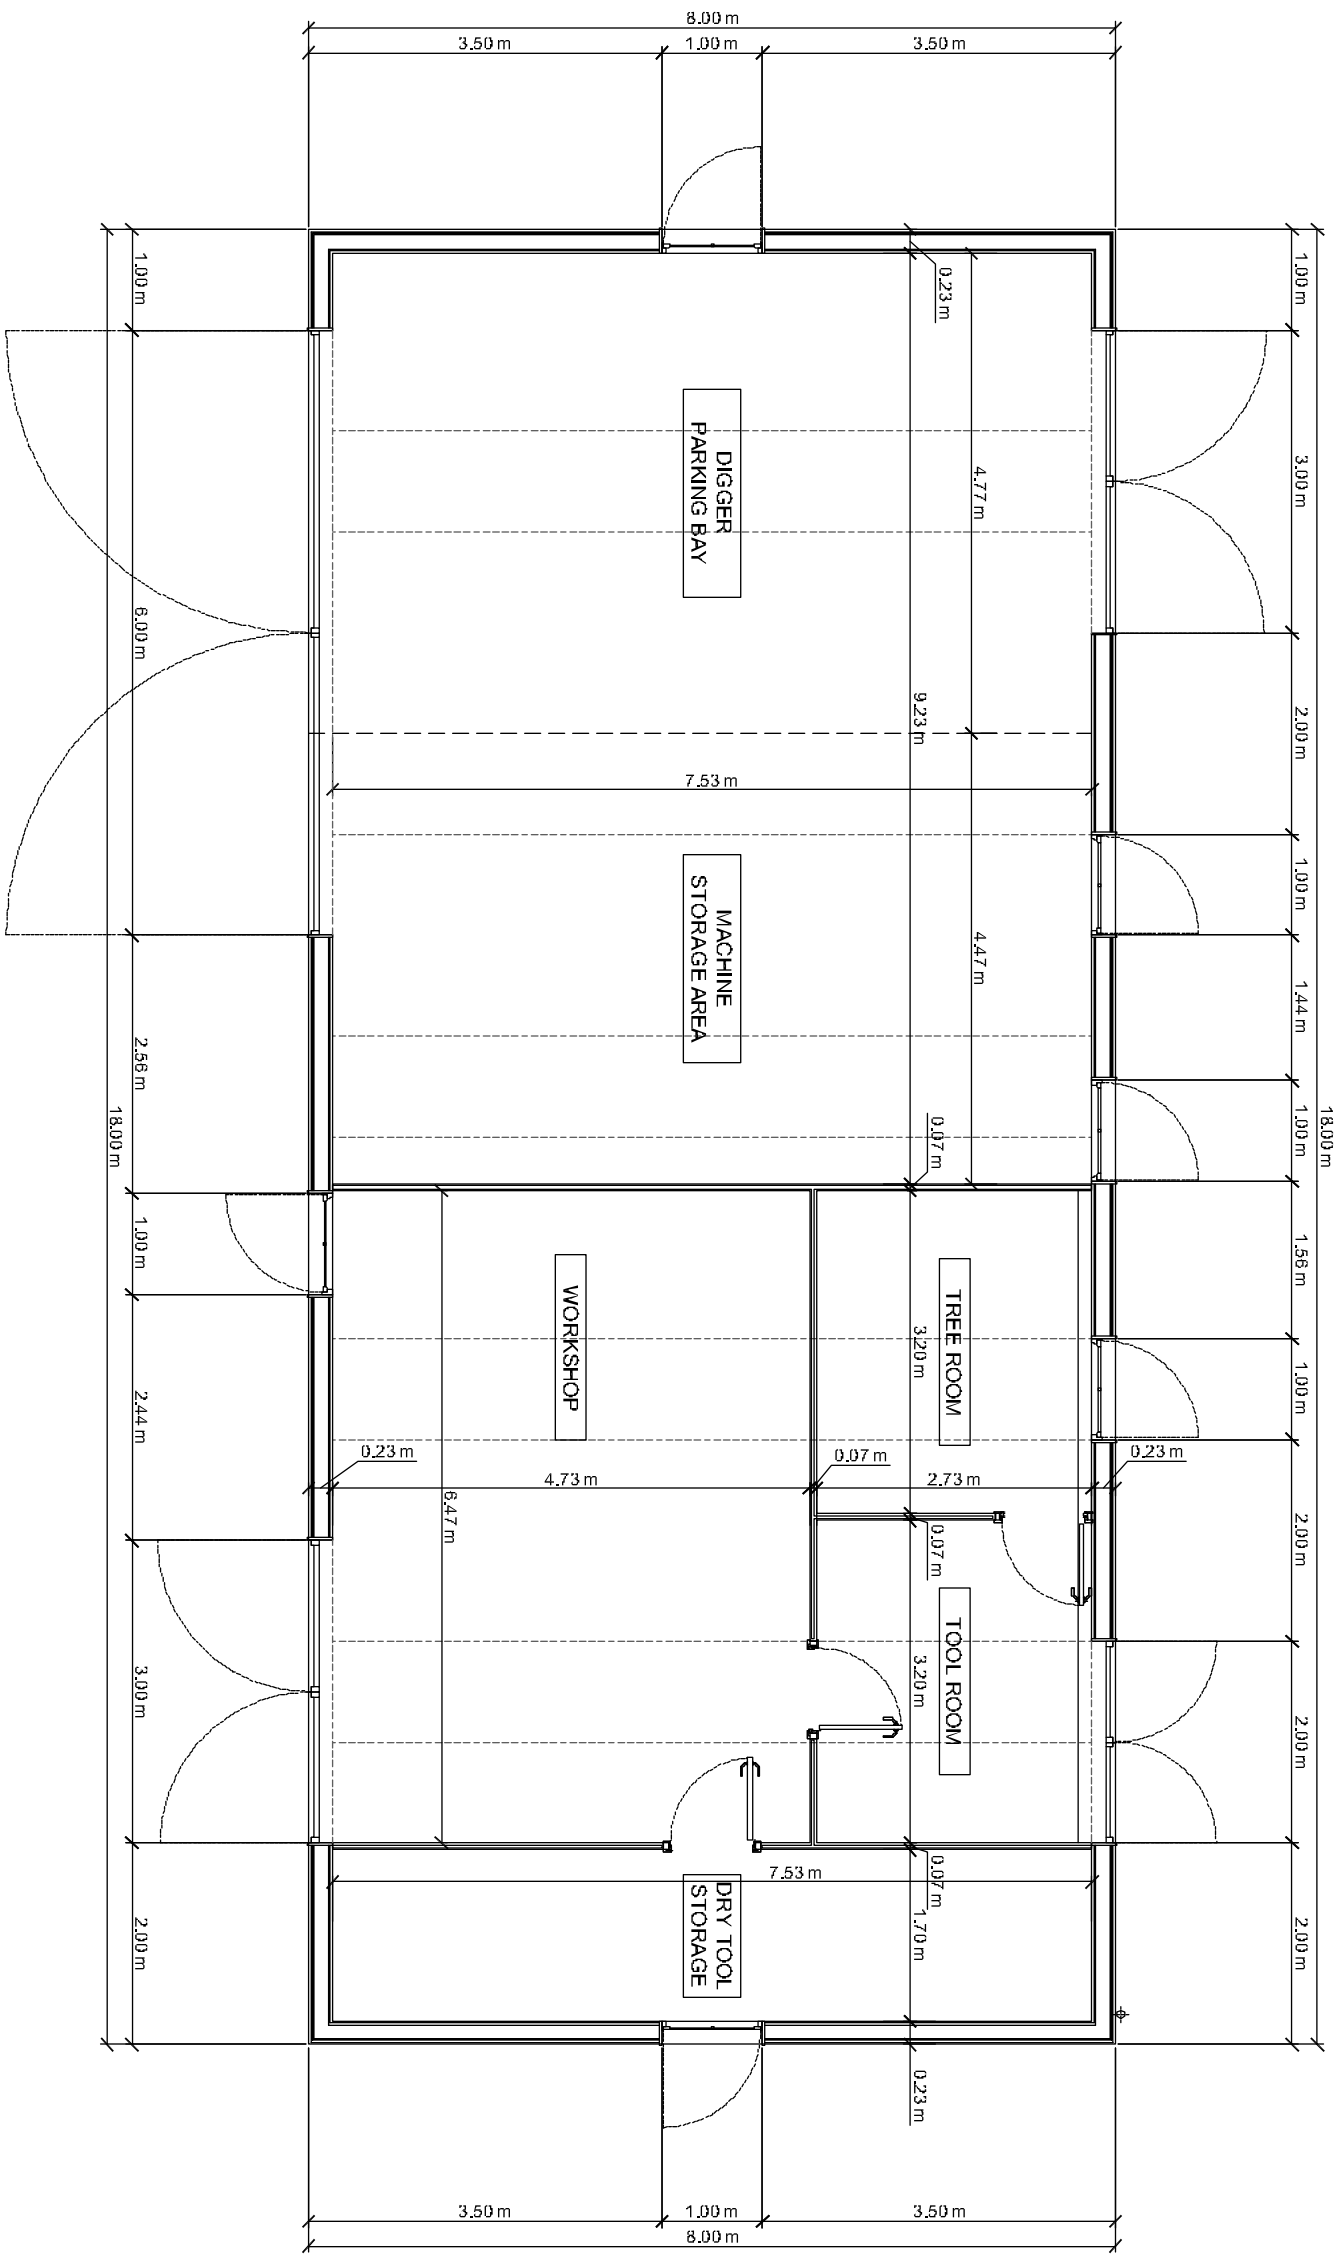 8.00 m
3.50 m
1.00 m
3.50 m
1.00 m
6.00 m
2.56 m
1.00 m
2.44 m
3.00 m
2.00 m
18.00 m
1.00 m
3.00 m
2.00 m
1.00 m
1.44 m
1.00 m
1.56 m
1.00 m
2.00 m
2.00 m
2.00 m
18.00 m
0.23 m
DIGGER
PARKING BAY
4.77 m
9.23 m
7.53 m
MACHINE
STORAGE AREA
4.47 m
0.07 m
WORKSHOP
TREE ROOM
3.20 m
0.23 m
4.73 m
0.07 m
2.73 m
0.23 m
6.47 m
0.07 m
TOOL ROOM
3.20 m
7.53 m
0.07 m
DRY TOOL
STORAGE
1.70 m
0.23 m
3.50 m
1.00 m
3.50 m
8.00 m